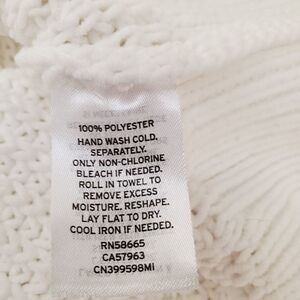 100% POLYESTER
HAND WASH COLD.
SEPARATELY.
ONLY NON-CHLORINE
BLEACH IF NEEDED.
ROLL IN TOWEL TO
REMOVE EXCESS
MOISTURE. RESHAPE.
LAY FLAT TO DRY.
COOL IRON IF NEEDED.
RN58665
CA57963
CN399598MI